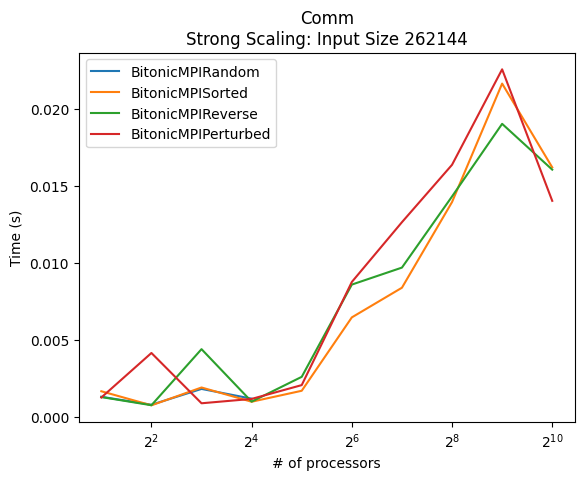 Comm
Strong Scaling: Input Size 262144
BitonicMPIRandom
BitonicMPISorted
BitonicMPIReverse
BitonicMPIPerturbed
Time (s)
0.020
0.015
0.010
0.005
0.000
2^2 2^4 2^6 2^8 2^10
# of processors